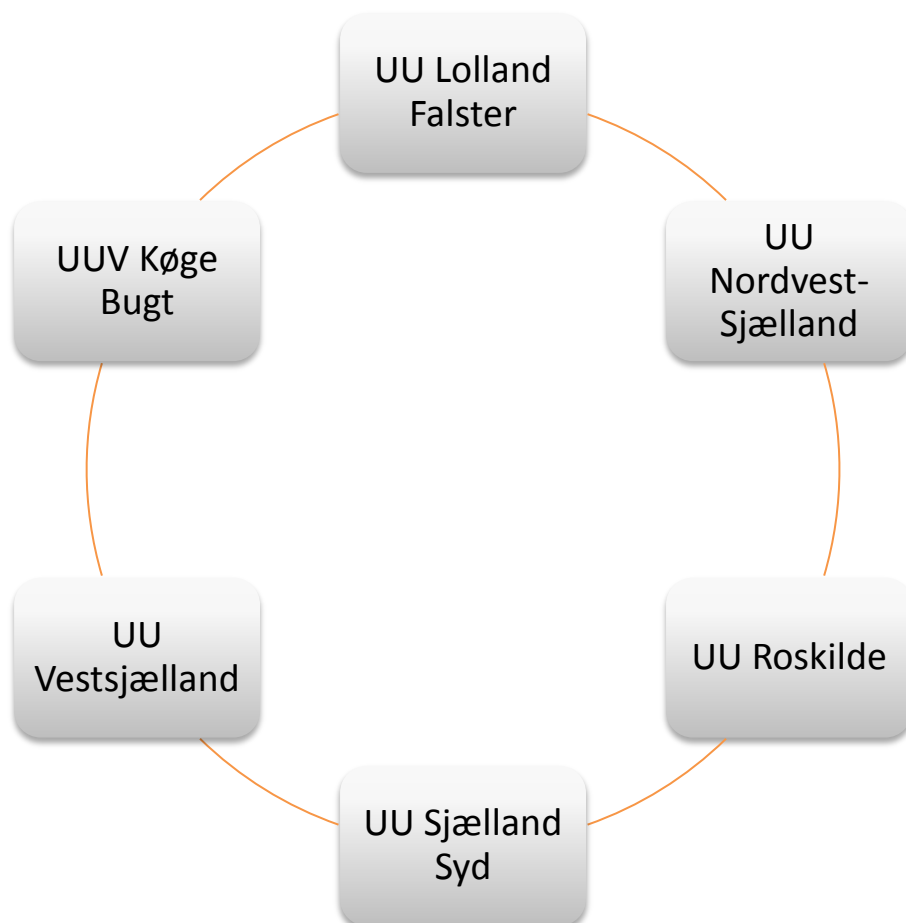 UU Lolland
Falster
UU
Nordvest-
Sjælland
UU Roskilde
UU Sjælland
Syd
UU
Vestsjælland
UUV Køge
Bugt